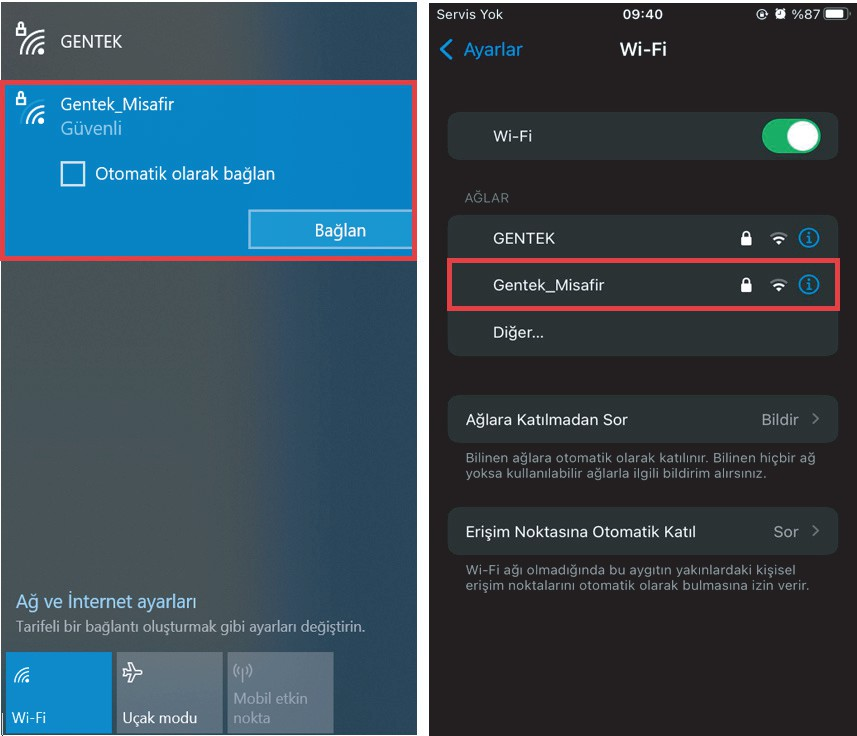 GENTEK
Gentek_Misafir
Güvenli
Otomatik olarak bağlan
Bağlan
Ağ ve İnternet ayarları
Tarifeli bir bağlantı oluşturmak gibi ayarları değiştirin.
Wi-Fi
Uçak modu
Mobil etkin
nokta
Servis Yok
09:40
%87
Ayarlar
Wi-Fi
Wi-Fi
AĞLAR
GENTEK
Gentek_Misafir
Diğer...
Ağlara Katılmadan Sor
Bildir
Bilinen ağlara otomatik olarak katılınır. Bilinen hiçbir ağ
yoksa kullanılabilir ağlarla ilgili bildirim alırsınız.
Erişim Noktasına Otomatik Katıl
Sor
Wi-Fi ağı olmadığında bu aygıtın yakınlardaki kişisel
erişim noktalarını otomatik olarak bulmasına izin verir.